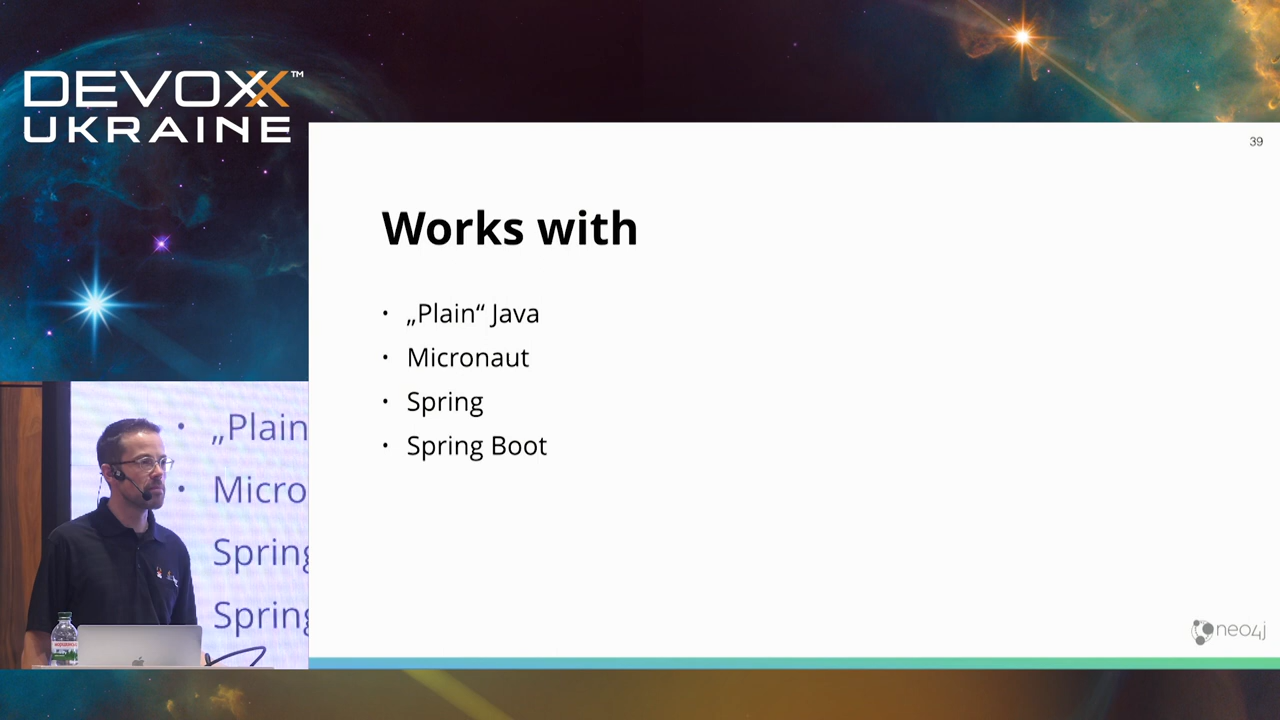 DEVOXX™
UKRAINE
39
Works with
• „Plain“ Java
• Micronaut
• Spring
• Spring Boot
neo4j
• „Plain
• Micro
Spring
Spring